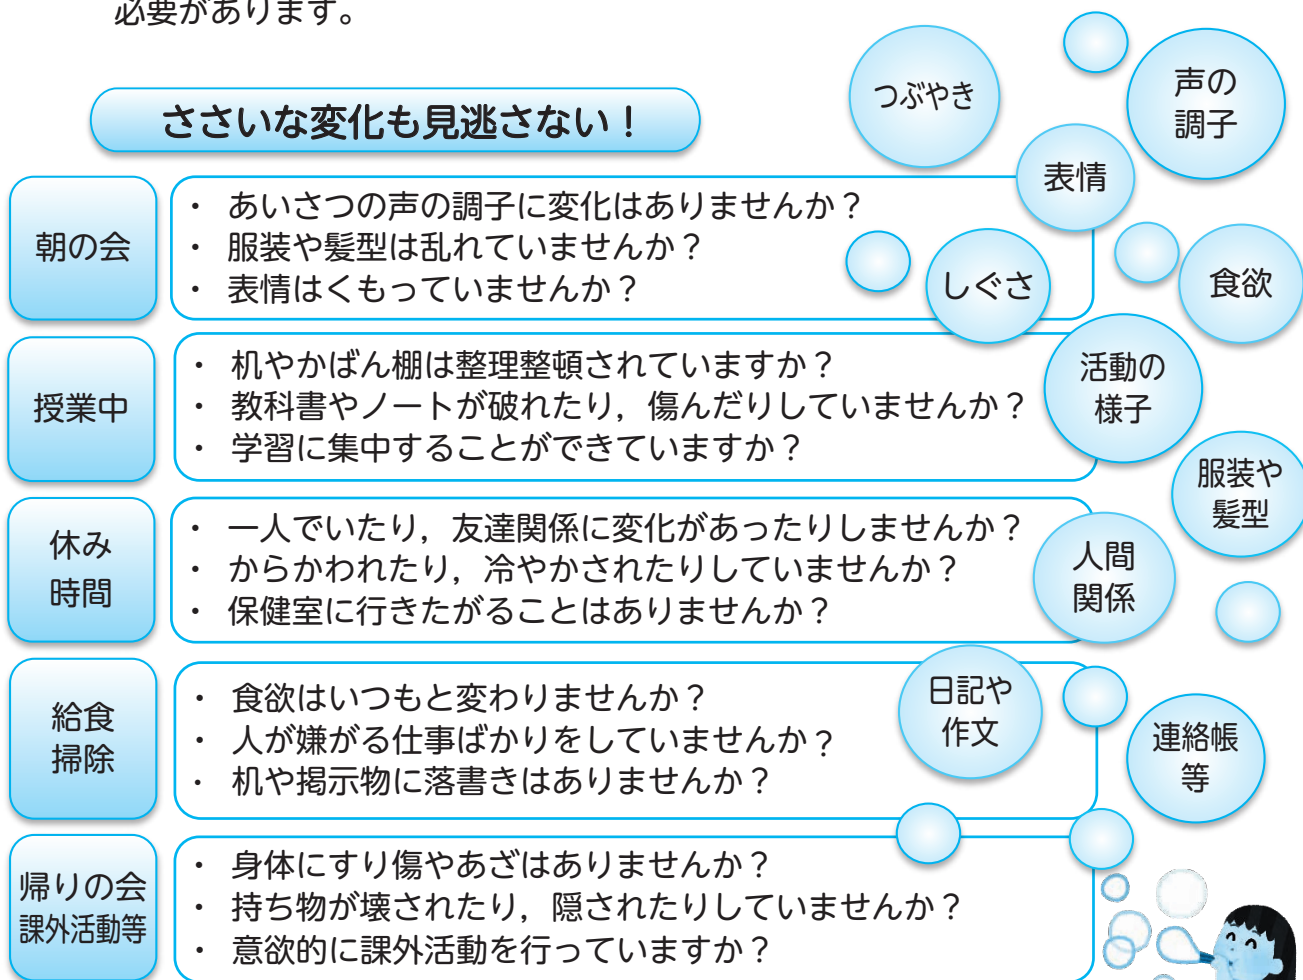 必要があります。
ささいな変化も見逃さない！
つぶやき
声の
調子
表情
しぐさ
食欲
朝の会
・ あいさつの声の調子に変化はありませんか？
・ 服装や髪型は乱れていませんか？
・ 表情はくもっていませんか？
授業中
・ 机やかばん棚は整理整頓されていますか？
・ 教科書やノートが破れたり，傷んだりしていませんか？
・ 学習に集中することができていますか？
活動の
様子
服装や
髪型
休み
時間
・ 一人でいたり，友達関係に変化があったりしませんか？
・ からかわれたり，冷やかされたりしていませんか？
・ 保健室に行きたがることはありませんか？
人間
関係
給食
掃除
・ 食欲はいつもと変わりませんか？
・ 人が嫌がる仕事ばかりをしていませんか？
・ 机や掲示物に落書きはありませんか？
日記や
作文
連絡帳
等
帰りの会
課外活動等
・ 身体にすり傷やあざはありませんか？
・ 持ち物が壊されたり，隠されたりしていませんか？
・ 意欲的に課外活動を行っていますか？